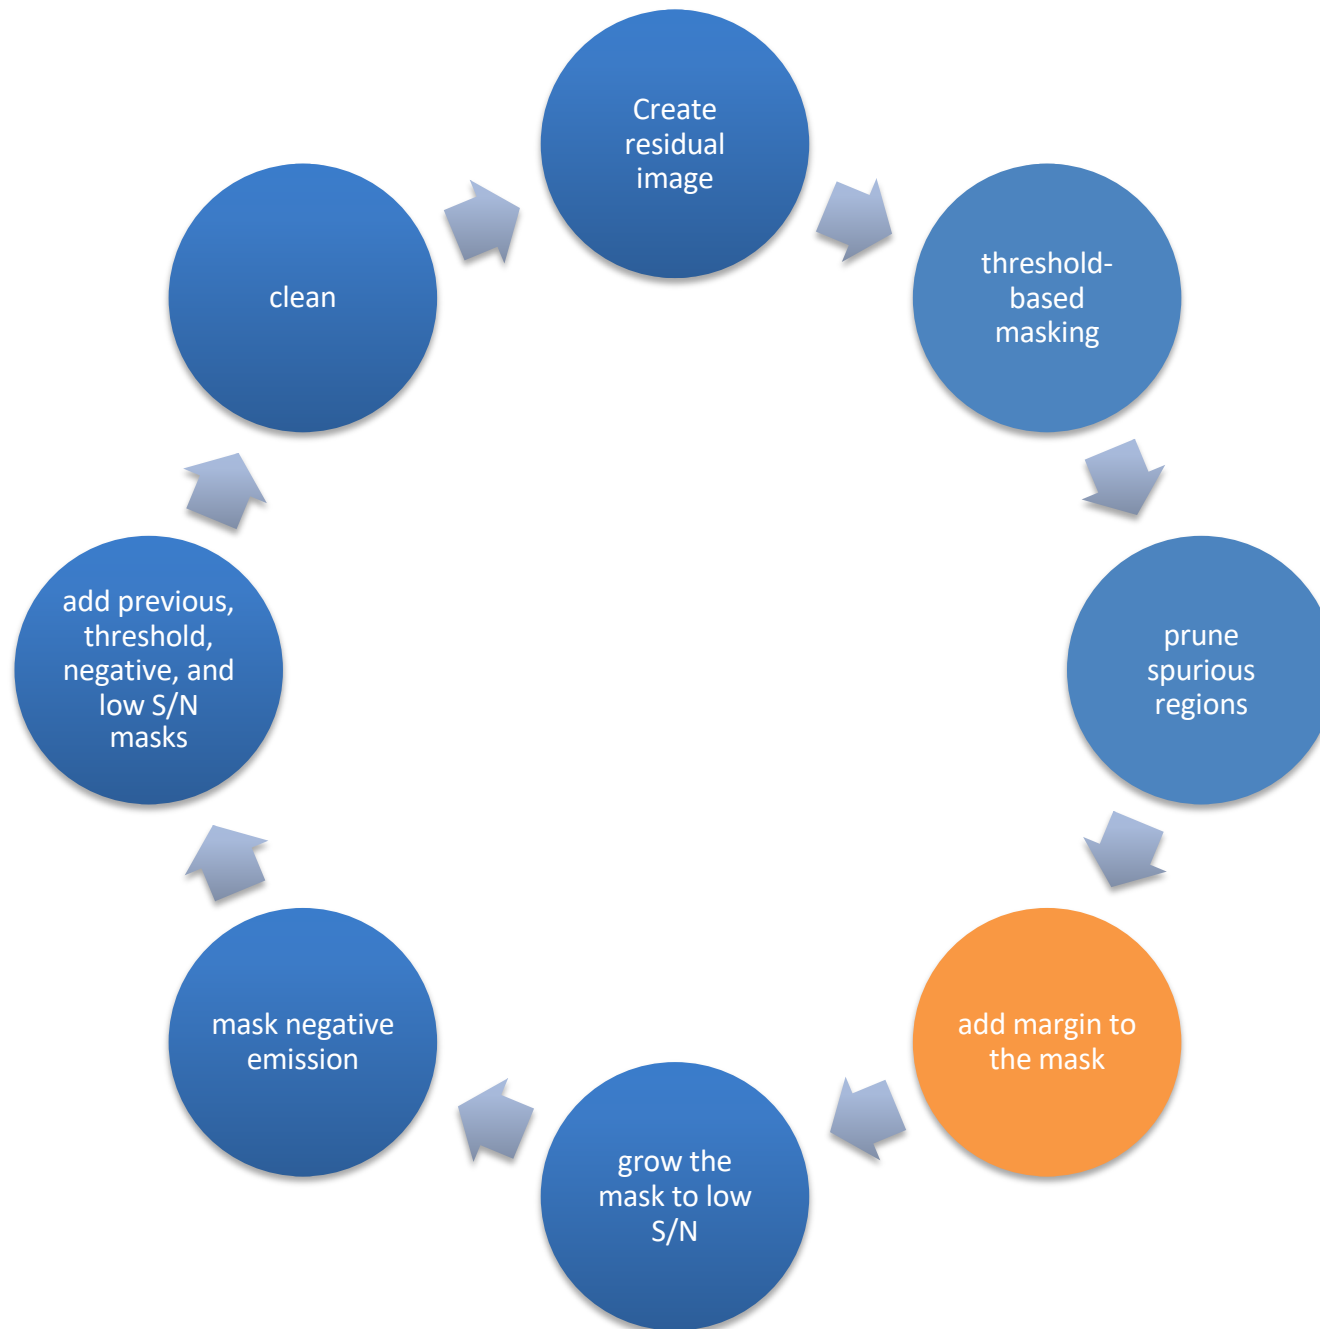 Create
residual
image
threshold-
based
masking
prune
spurious
regions
add margin to
the mask
grow the
mask to low
S/N
mask negative
emission
add previous,
threshold,
negative, and
low S/N
masks
clean